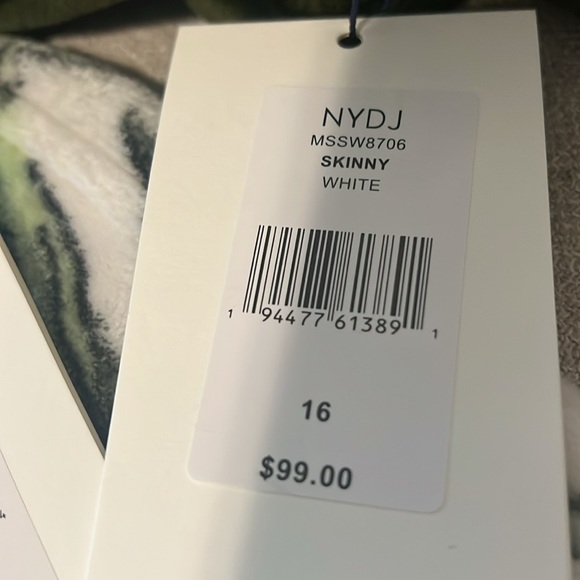 NYDJ
MSSW8706
SKINNY
WHITE
1 94477 61389 1
16
$99.00